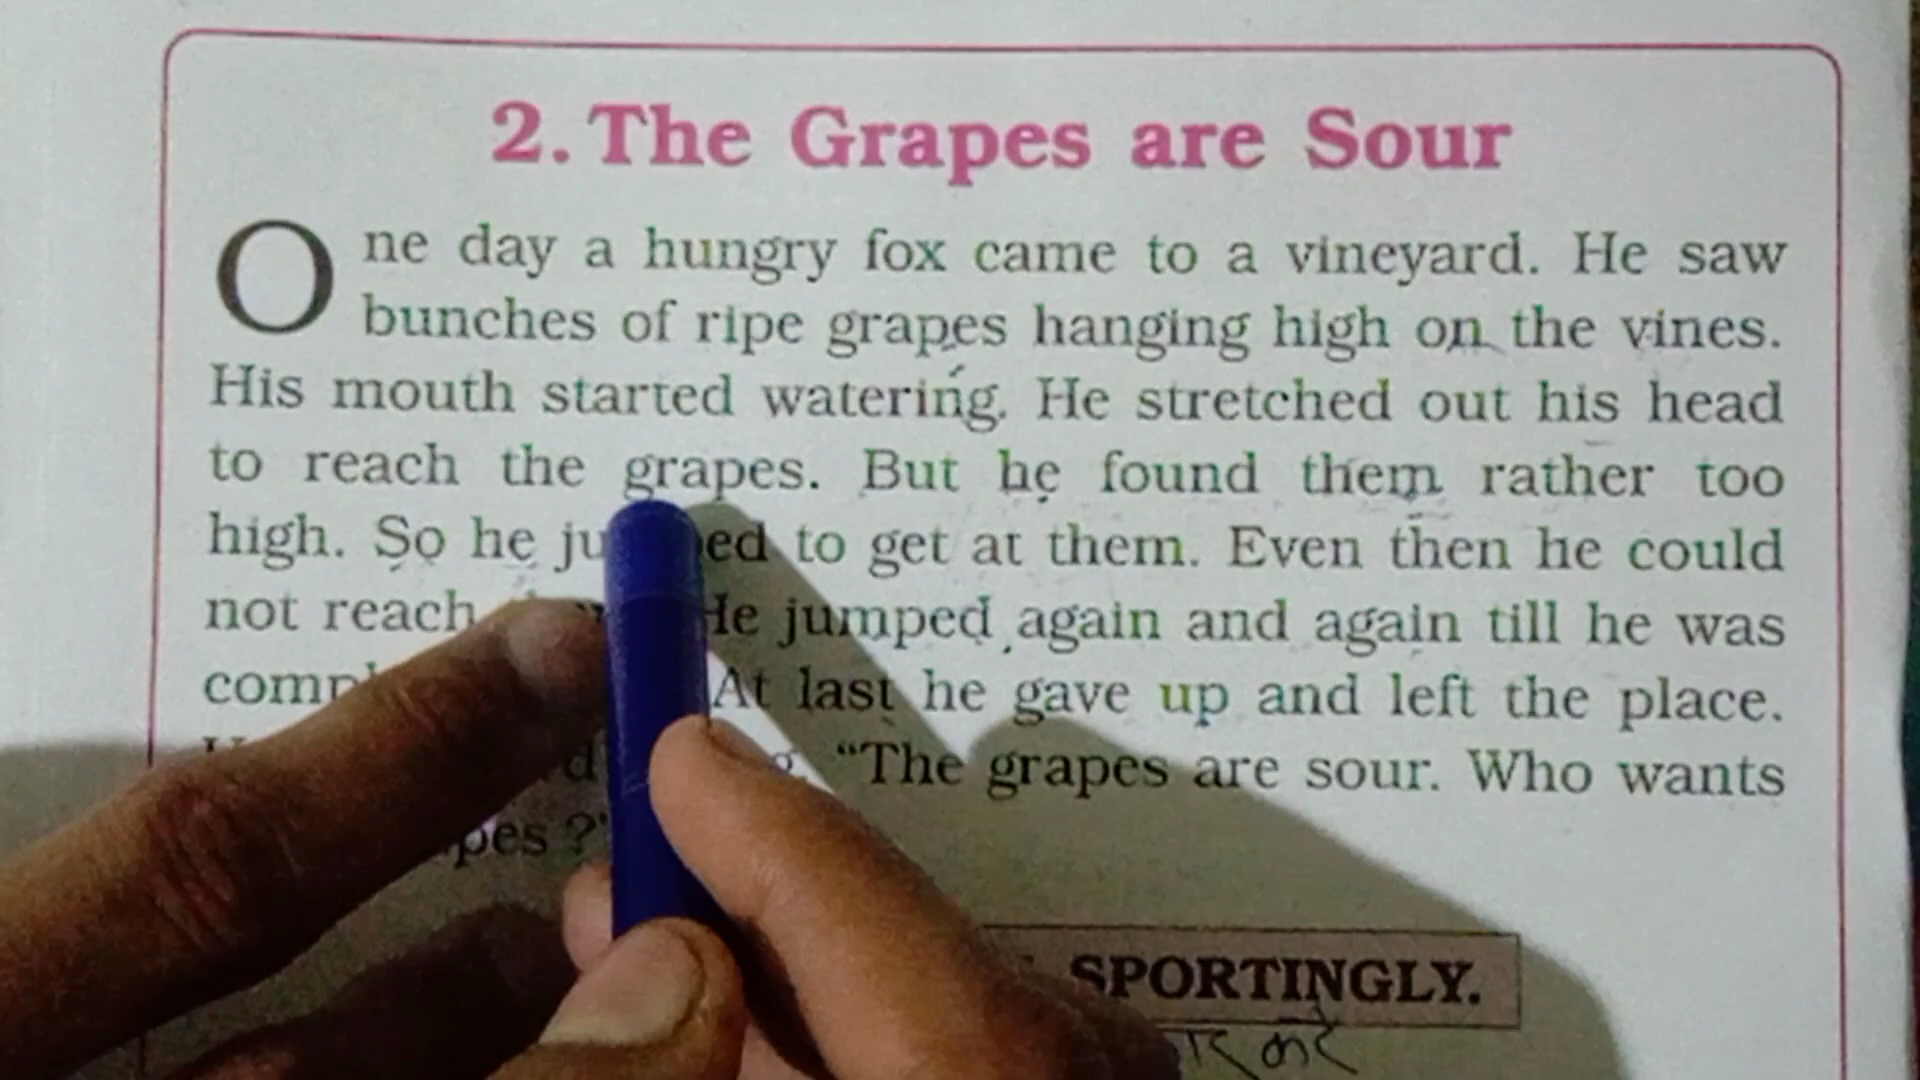 2. The Grapes are Sour
One day a hungry fox came to a vineyard. He saw
bunches of ripe grapes hanging high on the vines.
His mouth started watering. He stretched out his head
to reach the grapes. But he found them rather too
high. So he to get at them. Even then he could
not reach He jumped again and again till he was
At last he gave up and left the place.
"The grapes are sour. Who wants
?"
SPORTINGLY.